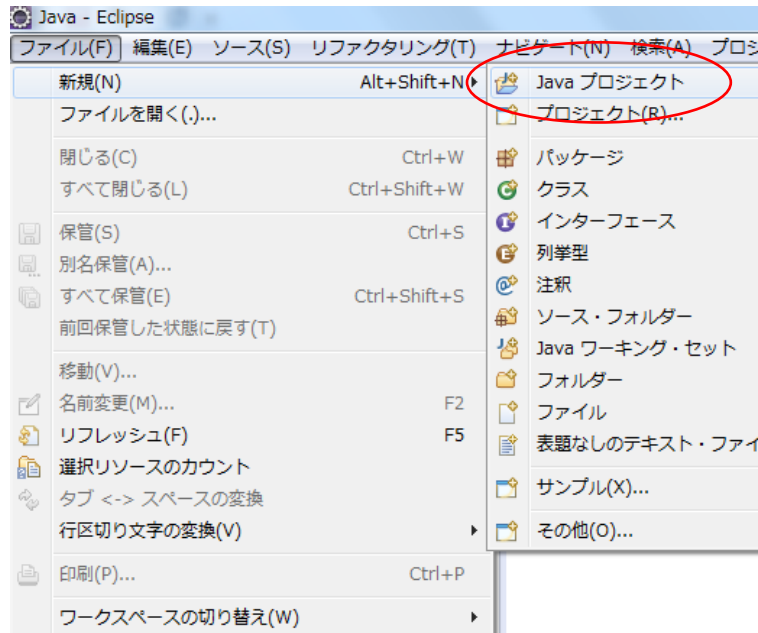 Java - Eclipse
ファイル(F) 編集(E) ソース(S) リファクタリング(T) ナビゲート(N) 検索(A) プロジ
新規(N) Alt+Shift+N
ファイルを開く(.)...
閉じる(C) Ctrl+W
すべて閉じる(L) Ctrl+Shift+W
保管(S) Ctrl+S
別名保管(A)...
すべて保管(E) Ctrl+Shift+S
前回保管した状態に戻す(T)
移動(V)...
名前変更(M)... F2
リフレッシュ(F) F5
選択リソースのカウント
タブ <-> スペースの変換
行区切り文字の変換(V)
印刷(P)... Ctrl+P
ワークスペースの切り替え(W)
Java プロジェクト
プロジェクト(R)...
パッケージ
クラス
インターフェース
列挙型
注釈
ソース・フォルダー
Java ワーキング・セット
フォルダー
ファイル
表題なしのテキスト・ファイ
サンプル(X)...
その他(O)...